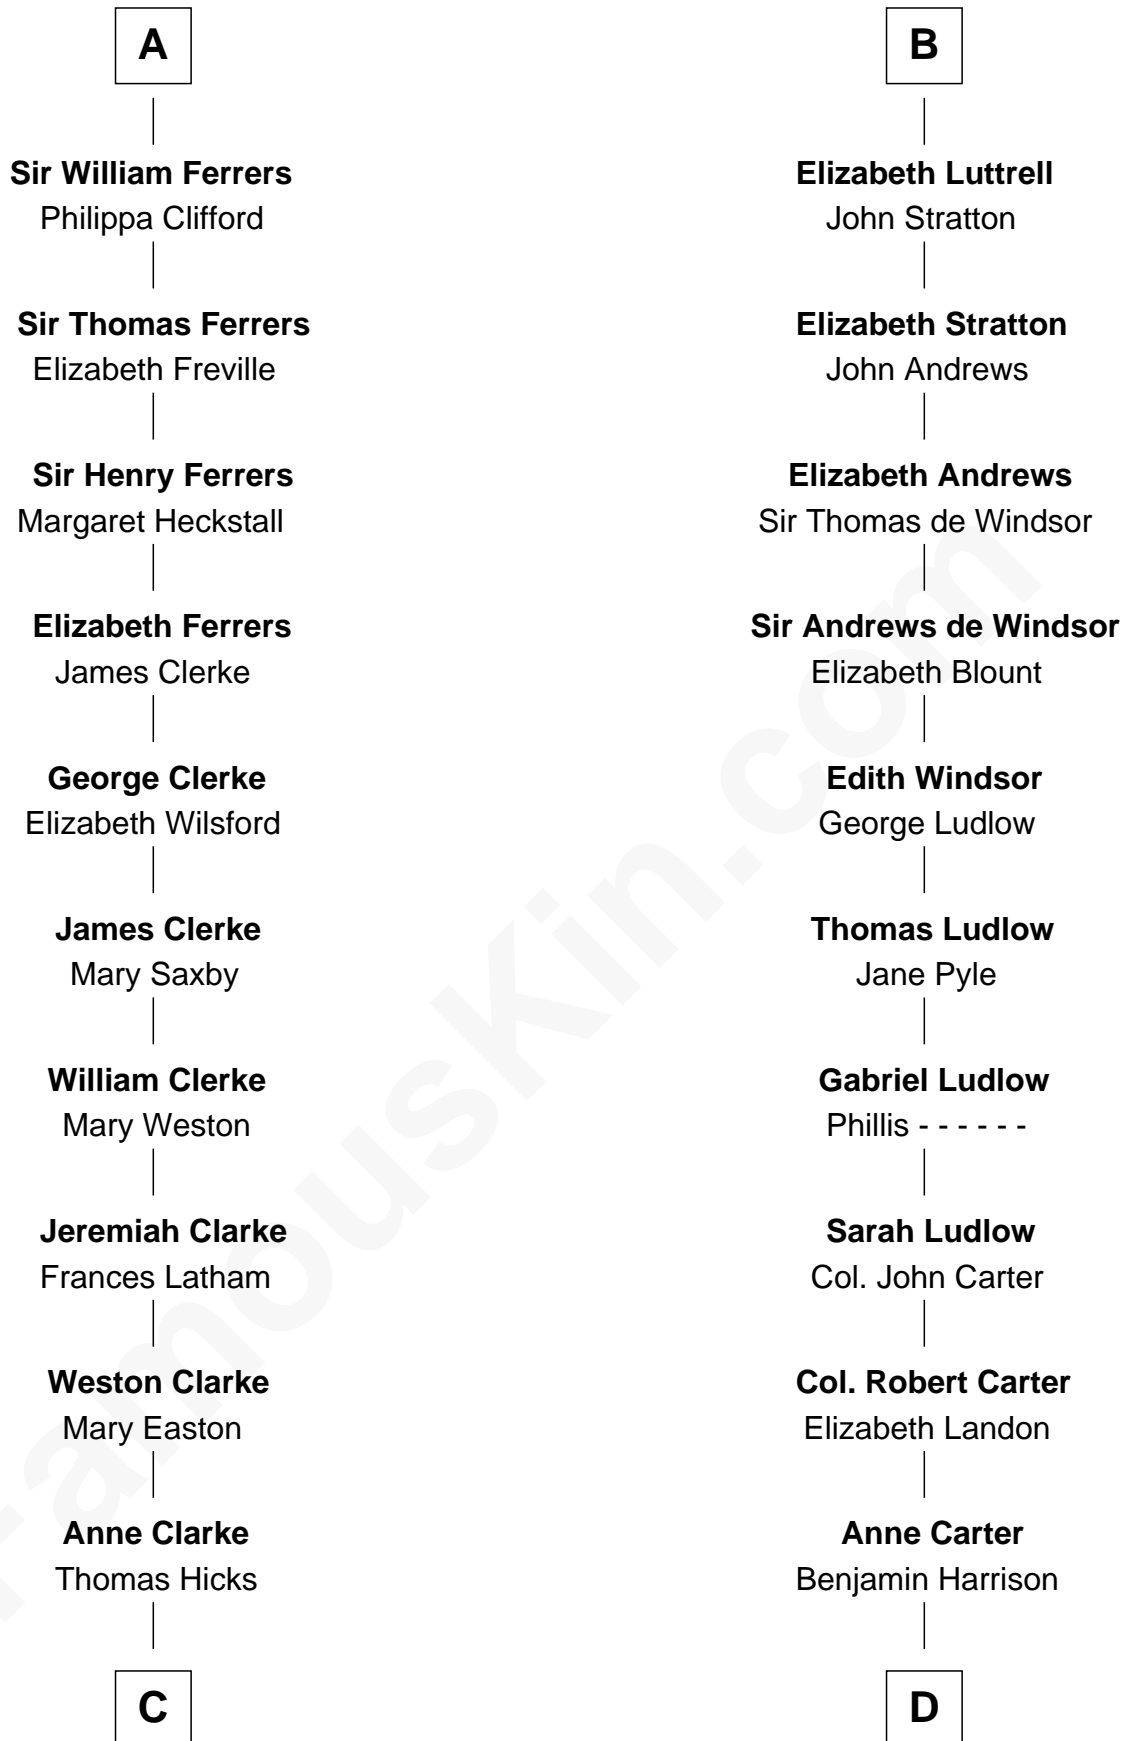 A
Sir William Ferrers
Philippa Clifford
Sir Thomas Ferrers
Elizabeth Freville
Sir Henry Ferrers
Margaret Heckstall
Elizabeth Ferrers
James Clerke
George Clerke
Elizabeth Wilsford
James Clerke
Mary Saxby
William Clerke
Mary Weston
Jeremiah Clarke
Frances Latham
Weston Clarke
Mary Easton
Anne Clarke
Thomas Hicks
C
B
Elizabeth Luttrell
John Stratton
Elizabeth Stratton
John Andrews
Elizabeth Andrews
Sir Thomas de Windsor
Sir Andrews de Windsor
Elizabeth Blount
Edith Windsor
George Ludlow
Thomas Ludlow
Jane Pyle
Gabriel Ludlow
Phillis - - - - - -
Sarah Ludlow
Col. John Carter
Col. Robert Carter
Elizabeth Landon
Anne Carter
Benjamin Harrison
D
FamousKin.com